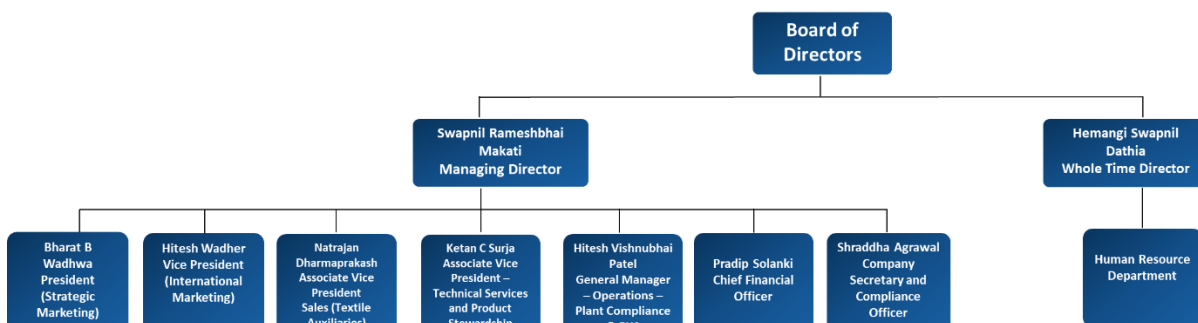 Board of
Directors
Swapnil Rameshbhai
Makati
Managing Director
Hemangi Swapnil
Dathia
Whole Time Director
Bharat B
Wadhwa
President
(Strategic
Marketing)
Hitesh Wadher
Vice President
(International
Marketing)
Natrajan
Dharmaprakash
Associate Vice
President
Sales (Textile
Auxiliaries)
Ketan C Surja
Associate Vice
President –
Technical Services
and Product
Stewardship
Hitesh Vishnubhai
Patel
General Manager
– Operations –
Plant Compliance
Pradip Solanki
Chief Financial
Officer
Shraddha Agrawal
Company
Secretary and
Compliance
Officer
Human Resource
Department